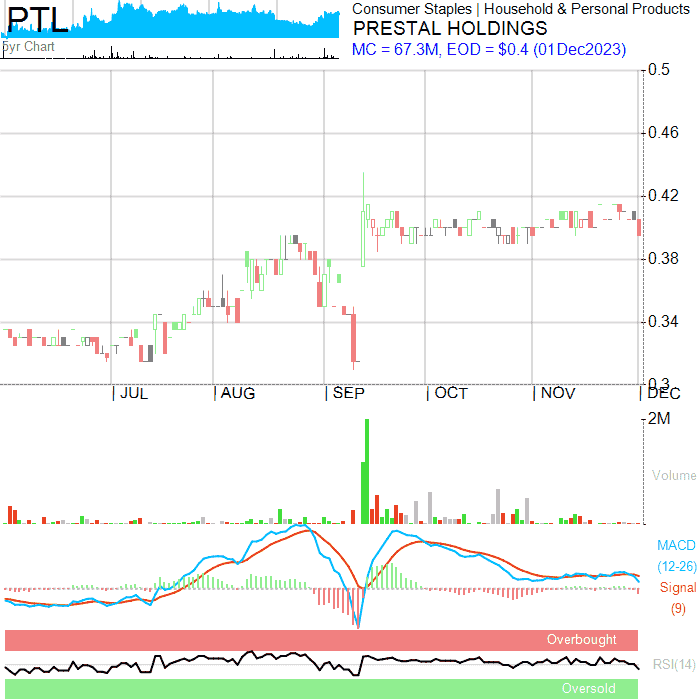 PTL
5yr Chart
Consumer Staples | Household & Personal Products
PRESTAL HOLDINGS
MC = 67.3M, EOD = $0.4 (01Dec2023)
0.5
0.46
0.42
0.38
0.34
0.3
| JUL | AUG | SEP | OCT | NOV | DEC
2M
Volume
MACD
(12-26)
Signal
(9)
Overbought
RSI(14)
Oversold